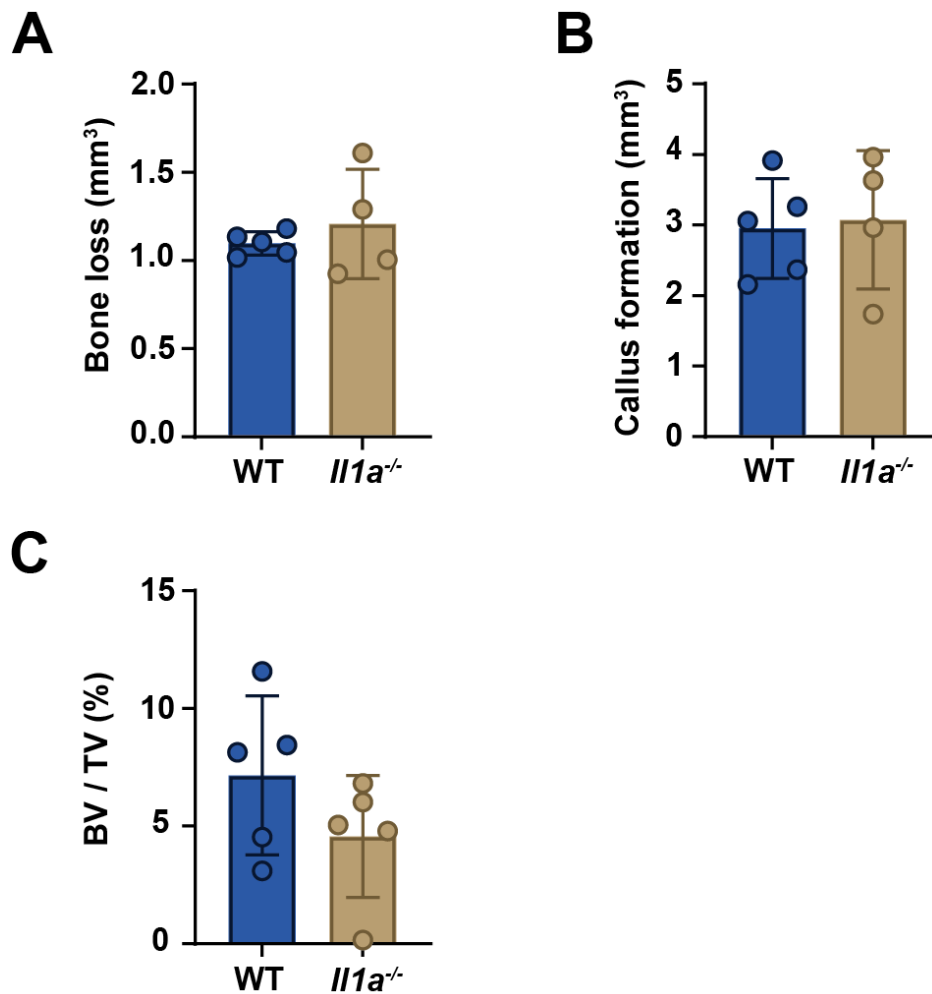 A
Bone loss (mm³)
2.0
1.5
1.0
0.5
0.0
WT Il1a-/-
B
Callus formation (mm³)
5
4
3
2
1
0
WT Il1a-/-
C
BV / TV (%)
15
10
5
0
WT Il1a-/-